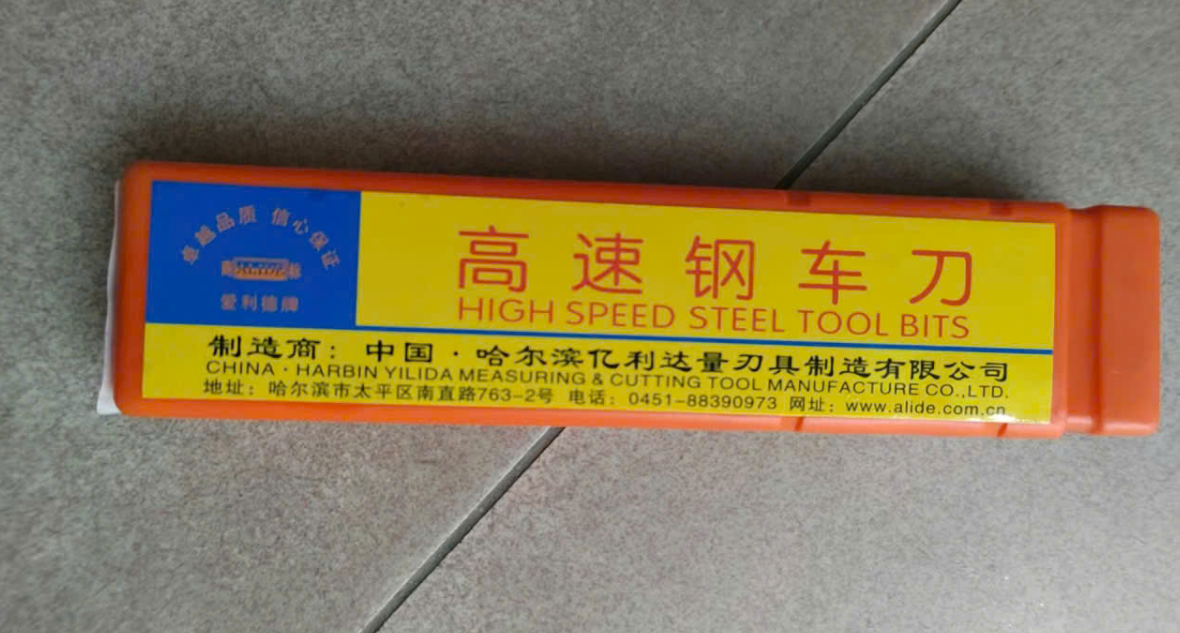 卓越品质 信心保证
爱利德牌
高速钢车刀
HIGH SPEED STEEL TOOL BITS
制造商：中国·哈尔滨亿利达量刃具制造有限公司
CHINA·HARBIN YILIDA MEASURING & CUTTING TOOL MANUFACTURE CO.,LTD.
地址：哈尔滨市太平区南直路763-2号 电话：0451-88390973 网址：www.alide.com.cn